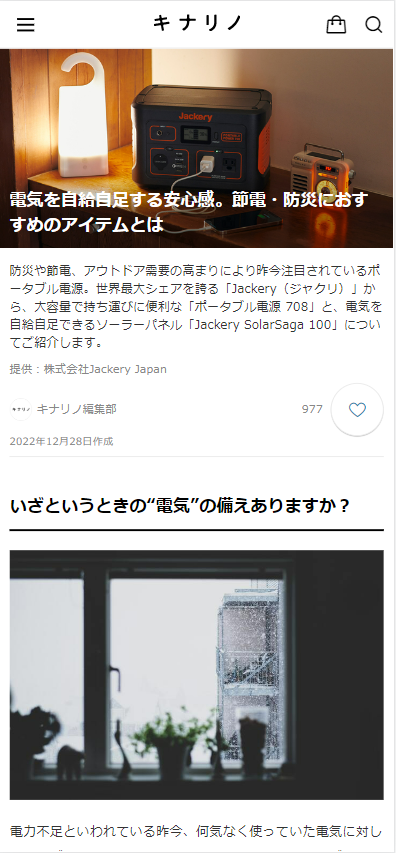 キナリノ
Jackery
電気を自給自足する安心感。節電・防災におす
すめのアイテムとは
防災や節電、アウトドア需要の高まりにより昨今注目されているポ
ータブル電源。世界最大シェアを誇る「Jackery（ジャクリ）」か
ら、大容量で持ち運びに便利な「ポータブル電源 708」と、電気を
自給自足できるソーラーパネル「Jackery SolarSaga 100」につい
てご紹介します。
提供：株式会社Jackery Japan
キナリノ キナリノ編集部 977
2022年12月28日作成
いざというときの“電気”の備えありますか？
電力不足といわれている昨今、何気なく使っていた電気に対し